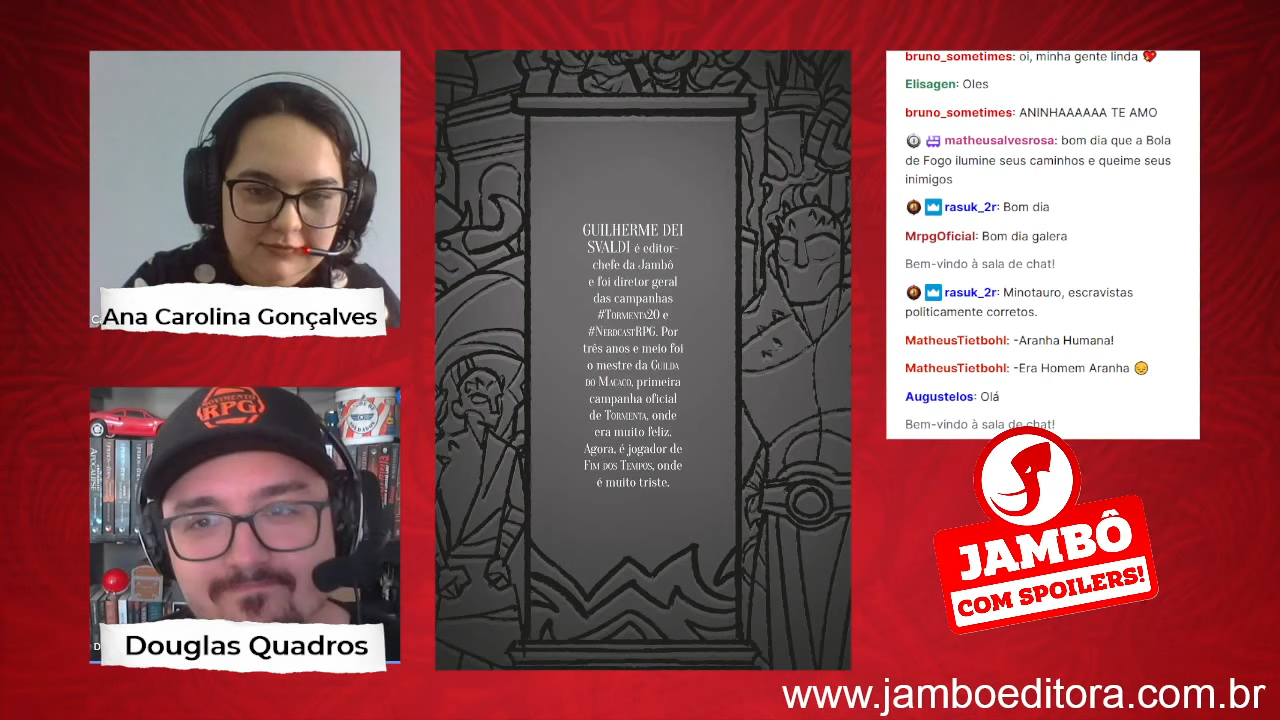 Ana Carolina Gonçalves
MOVIMENTO
RPG
APOCALIPSE
Douglas Quadros
GUILHERME DEI
SVALDI é editor-
chefe da Jambô
e foi diretor geral
das campanhas
#TORMENTA20 e
#NERDCASTRPG. Por
três anos e meio foi
o mestre da GUILDA
DO MACACO, primeira
campanha oficial
de TORMENTA, onde
era muito feliz.
Agora, é jogador de
FIM DOS TEMPOS, onde
é muito triste.
bruno_sometimes: oi, minha gente linda 💖
Elisagen: Oles
bruno_sometimes: ANINHAAAAAA TE AMO
matheusalvesrosa: bom dia que a Bola
de Fogo ilumine seus caminhos e queime seus
inimigos
rasuk_2r: Bom dia
MrpgOficial: Bom dia galera
Bem-vindo à sala de chat!
rasuk_2r: Minotauro, escravistas
politicamente corretos.
MatheusTietbohl: -Aranha Humana!
MatheusTietbohl: -Era Homem Aranha 😔
Augustelos: Olá
Bem-vindo à sala de chat!
JAMBÔ
COM SPOILERS!
www.jamboeditora.com.br